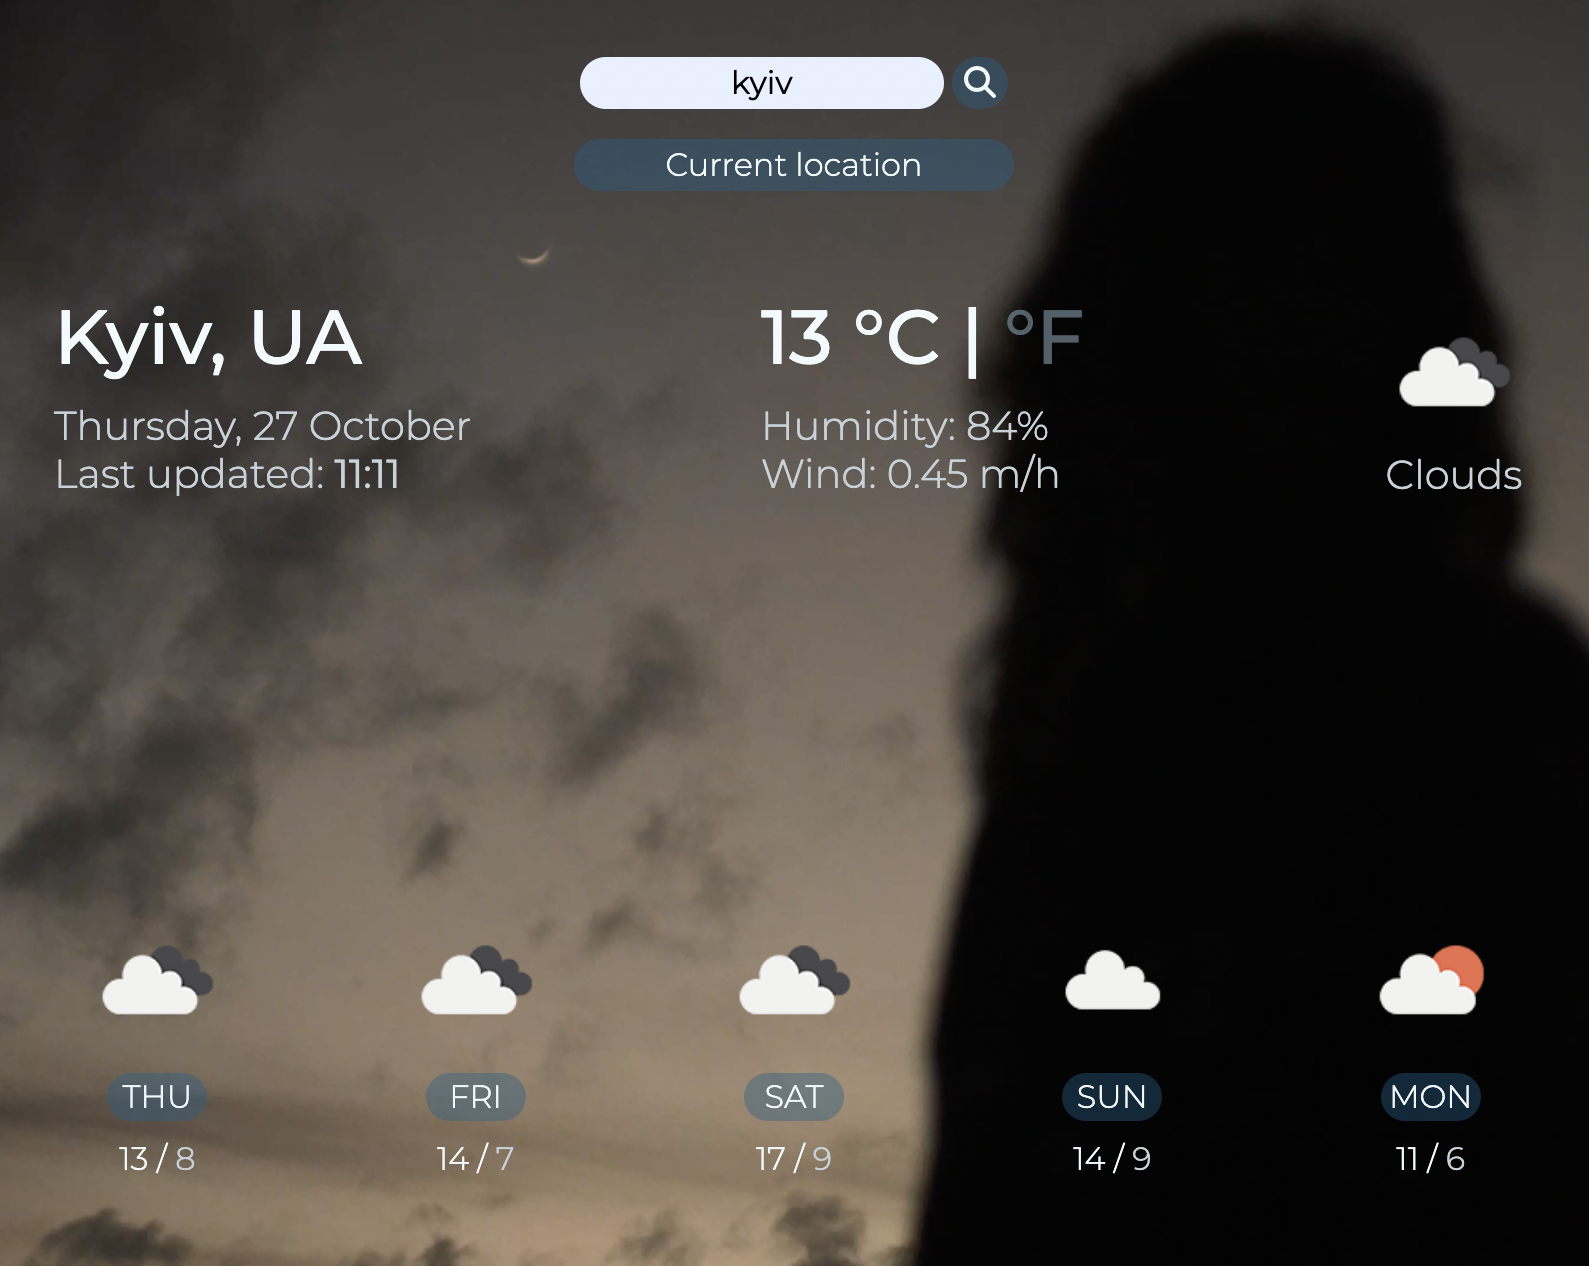 kyiv
Current location
Kyiv, UA
Thursday, 27 October
Last updated: 11:11
13 °C | °F
Humidity: 84%
Wind: 0.45 m/h
Clouds
THU
13 / 8
FRI
14 / 7
SAT
17 / 9
SUN
14 / 9
MON
11 / 6